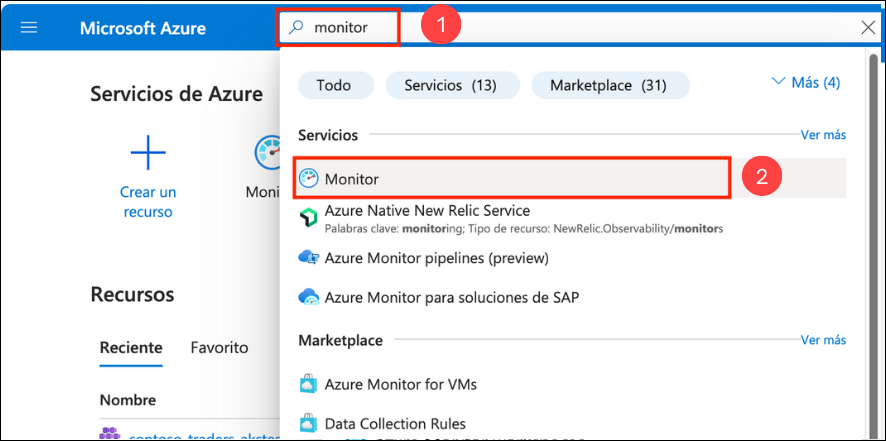 Microsoft Azure
monitor
1
Todo
Servicios (13)
Marketplace (31)
Más (4)
Servicios de Azure
Servicios
Ver más
Crear un
recurso
Moni
Monitor
2
Azure Native New Relic Service
Palabras clave: monitoring; Tipo de recurso: NewRelic.Observability/monitors
Azure Monitor pipelines (preview)
Azure Monitor para soluciones de SAP
Recursos
Reciente
Favorito
Marketplace
Ver más
Nombre
Azure Monitor for VMs
Data Collection Rules